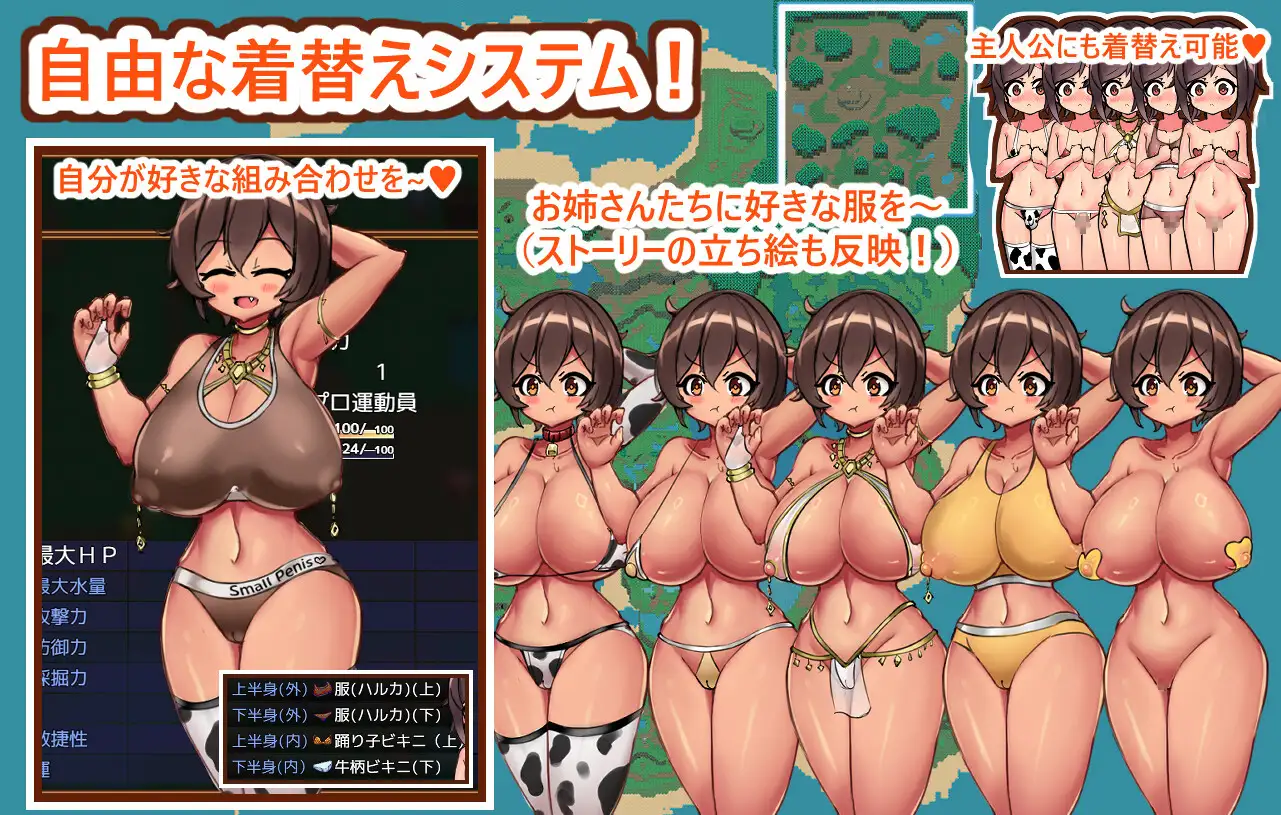 自由な着替えシステム！
主人公にも着替え可能♥
自分が好きな組み合わせを~♥
お姉さんたちに好きな服を～
（ストーリーの立ち絵も反映！）
1
プロ運動員
100/ 100
24/ 100
最大ＨＰ
最大水量
攻撃力
防御力
採掘力
敏捷性
運
Small Penis♡
上半身(外) 服(ハルカ)(上)
下半身(外) 服(ハルカ)(下)
上半身(内) 踊り子ビキニ（上
下半身(内) 牛柄ビキニ(下)